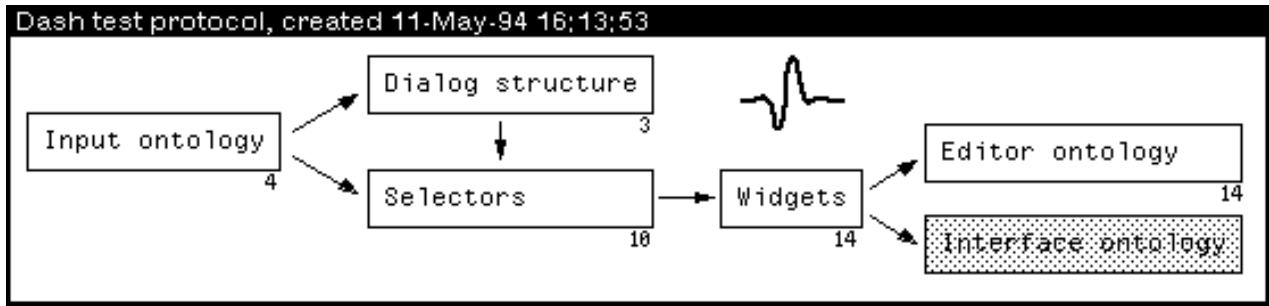 Dash test protocol, created 11-May-94 16;13;53
Dialog structure
3
Input ontology
4
Selectors
10
Widgets
14
Editor ontology
14
Interface ontology